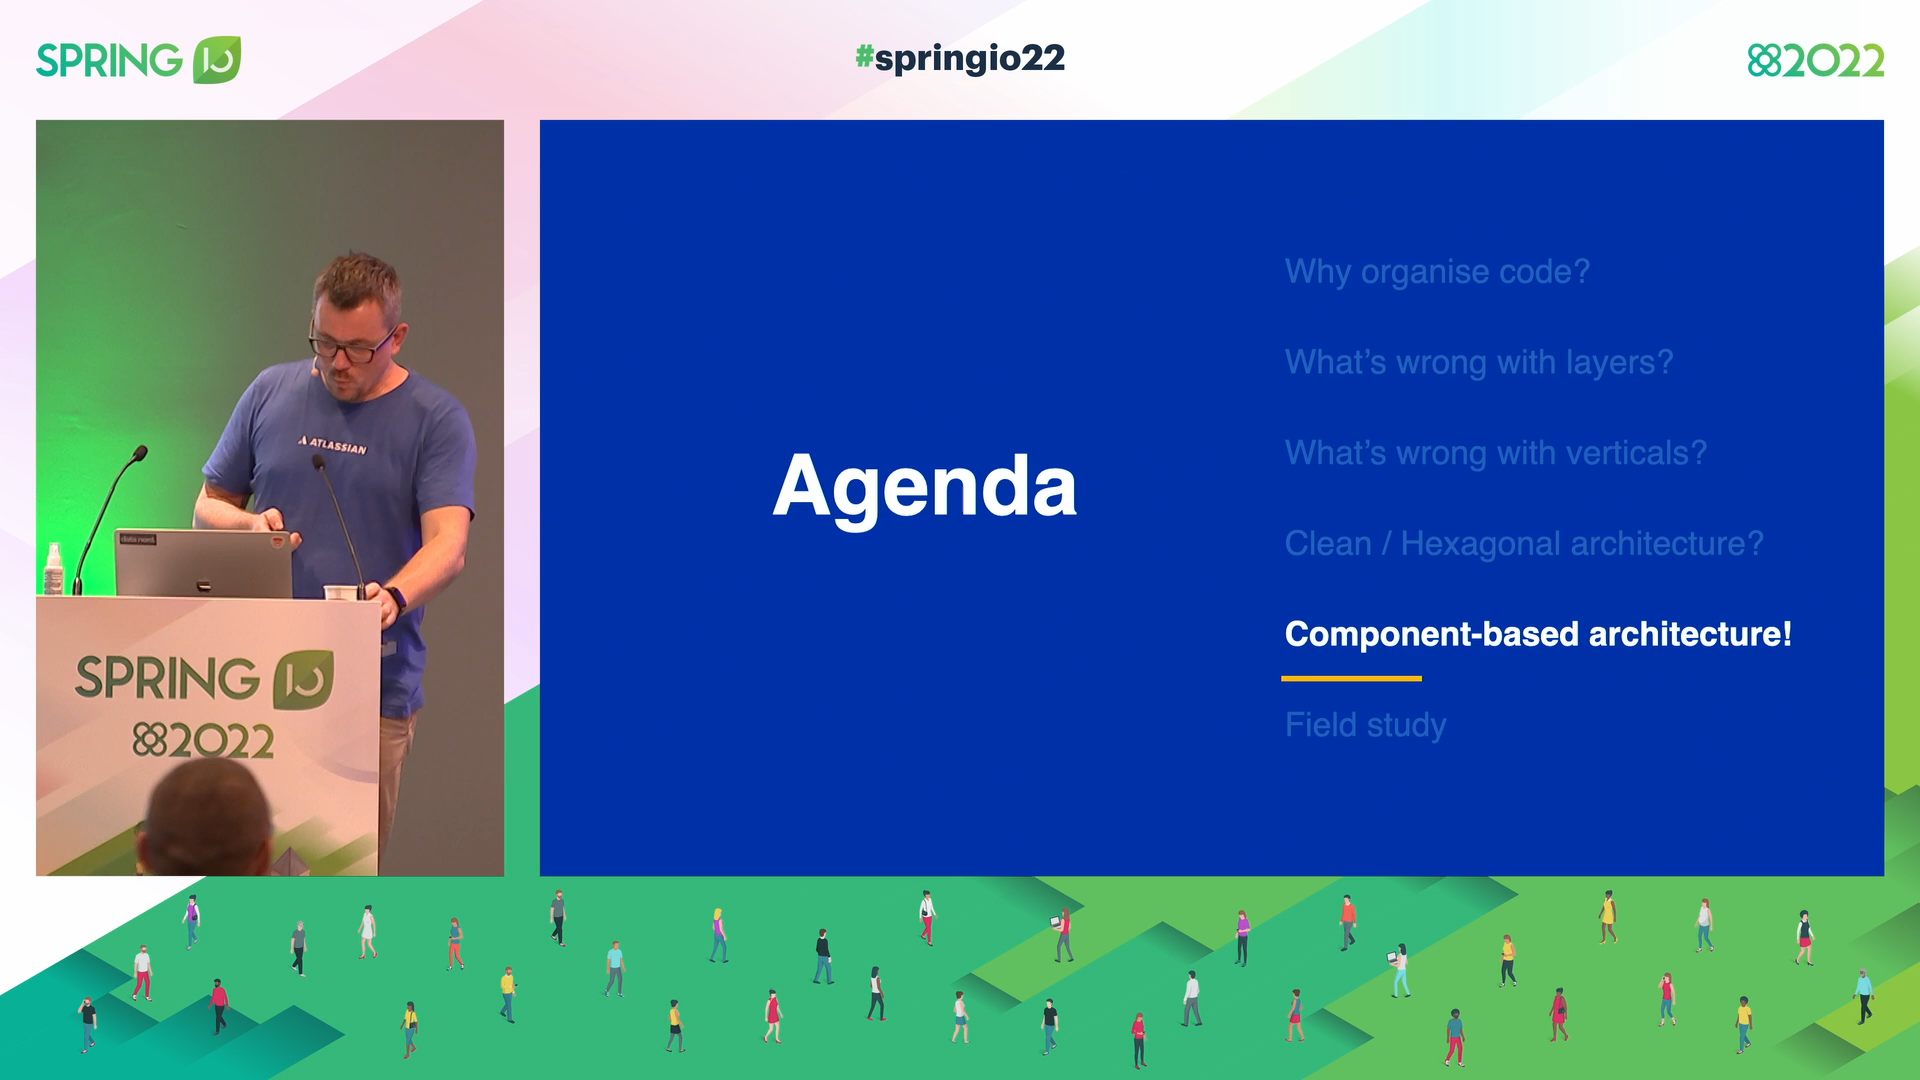 SPRING IO
#springio22
2022
ATLASSIAN
SPRING IO
2022
Agenda
Why organise code?
What's wrong with layers?
What's wrong with verticals?
Clean / Hexagonal architecture?
Component-based architecture!
Field study